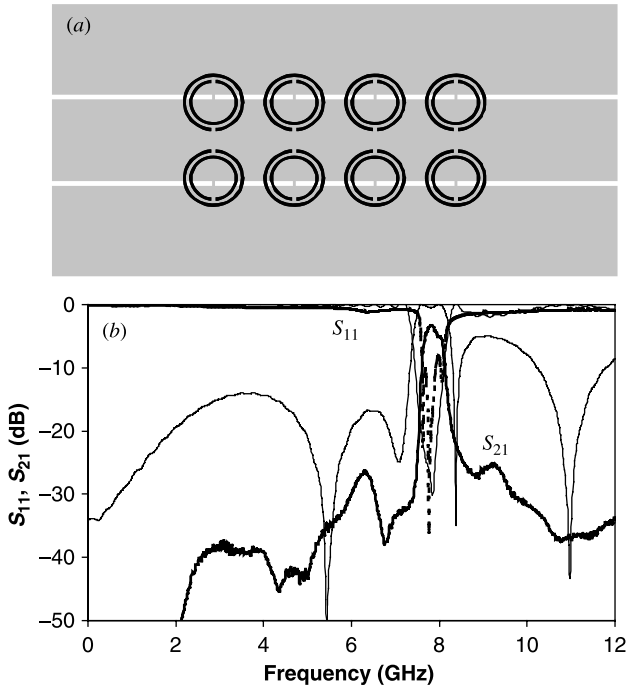 (a)
(b)
S11
S21
0
−10
−20
−30
−40
−50
S11, S21 (dB)
0 2 4 6 8 10 12
Frequency (GHz)